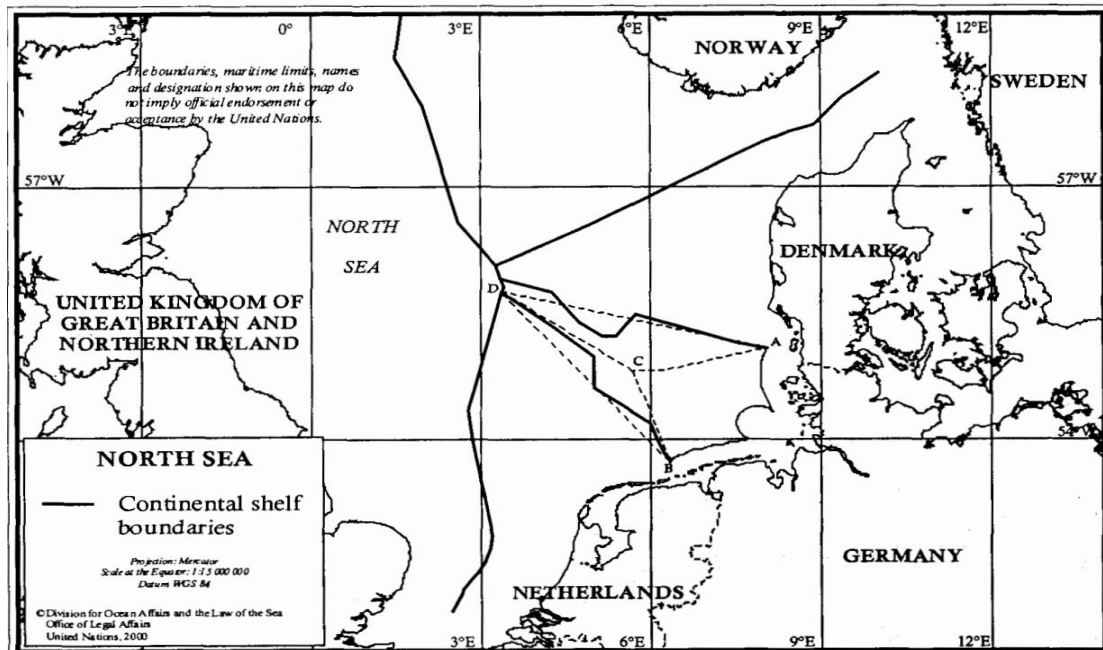 3°E
0°
3°E
6°E
9°E
12°E
NORWAY
SWEDEN
The boundaries, maritime limits, names
and designation shown on this map do
not imply official endorsement or
acceptance by the United Nations.
57°W
57°W
NORTH
SEA
DENMARK
D
UNITED KINGDOM OF
GREAT BRITAIN AND
NORTHERN IRELAND
A
C
54°W
B
NORTH SEA
Continental shelf
boundaries
Projection: Mercator
Scale at the Equator: 1:15 000 000
Datum WGS 84
©Division for Ocean Affairs and the Law of the Sea
Office of Legal Affairs
United Nations, 2000
GERMANY
NETHERLANDS
3°E
6°E
9°E
12°E